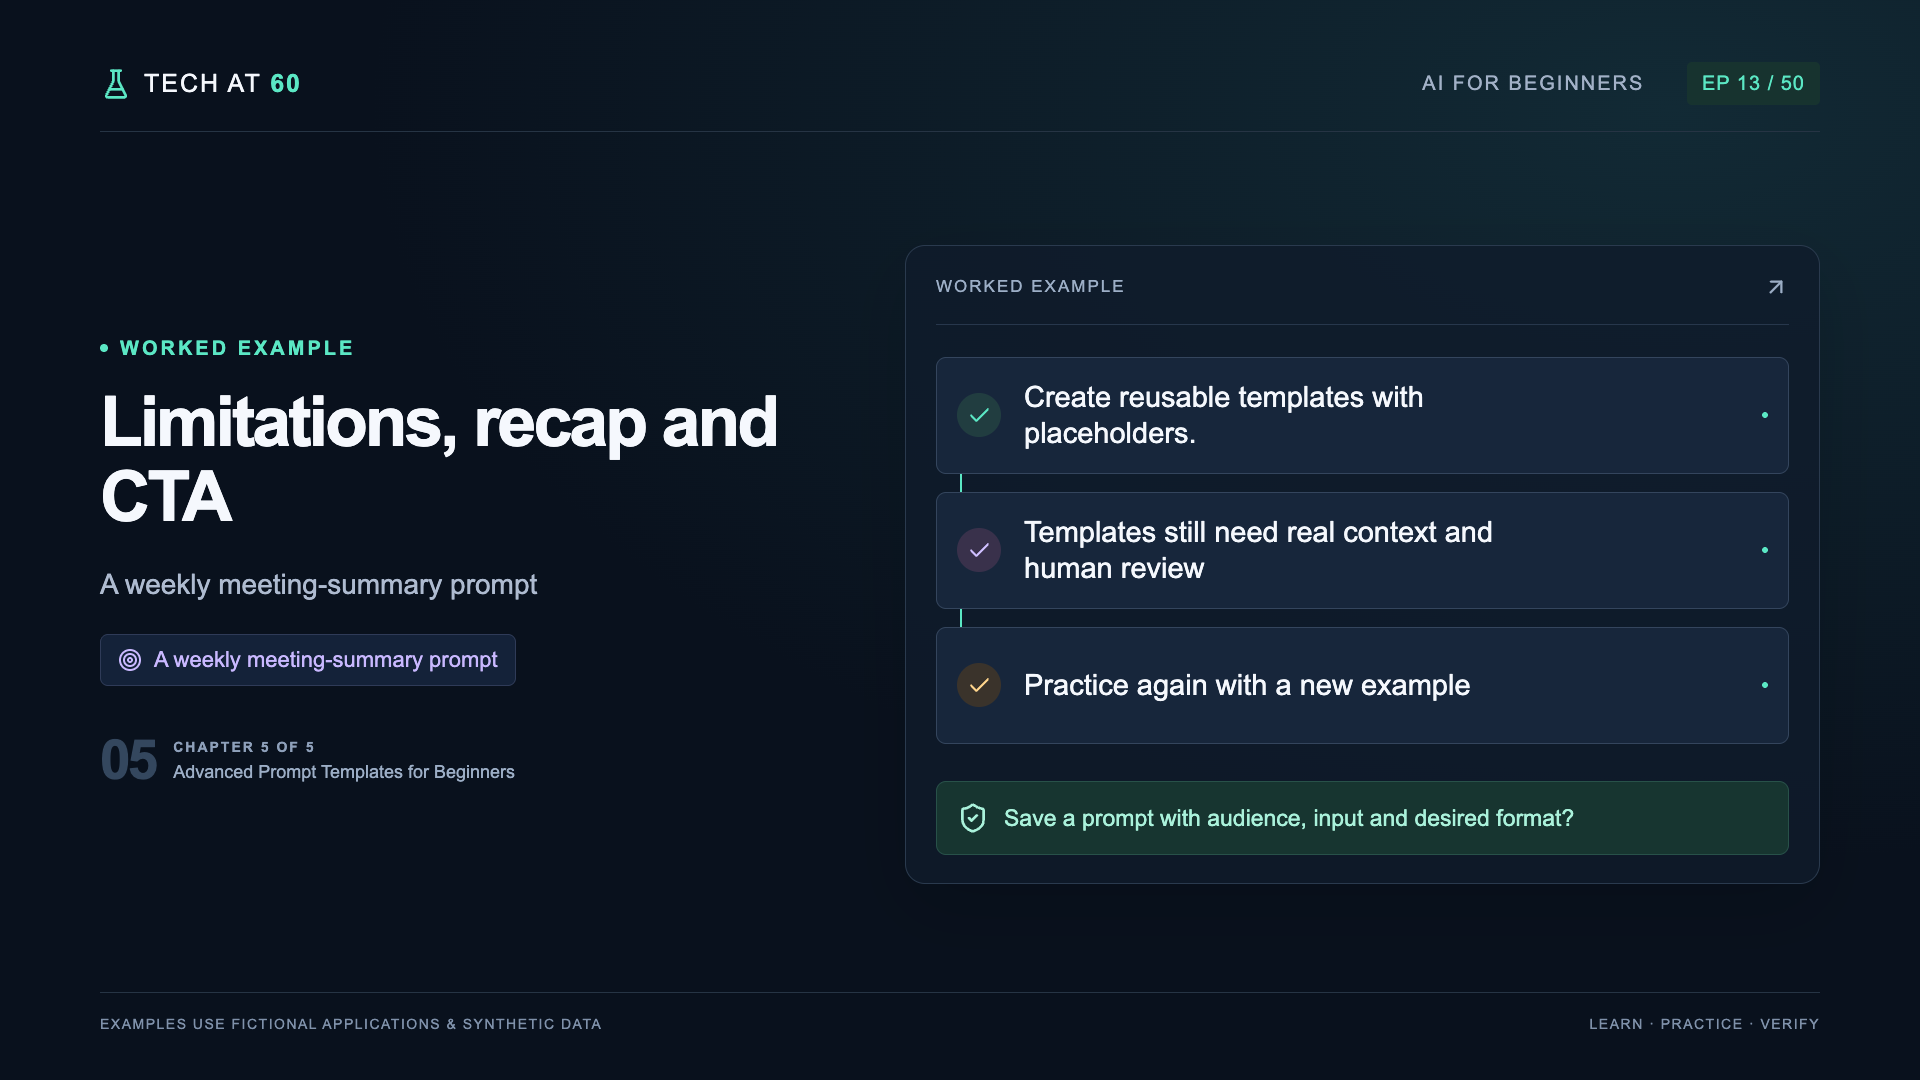 TECH AT 60
AI FOR BEGINNERS
EP 13 / 50
WORKED EXAMPLE
Limitations, recap and
CTA
A weekly meeting-summary prompt
A weekly meeting-summary prompt
05
CHAPTER 5 OF 5
Advanced Prompt Templates for Beginners
WORKED EXAMPLE
Create reusable templates with
placeholders.
Templates still need real context and
human review
Practice again with a new example
Save a prompt with audience, input and desired format?
EXAMPLES USE FICTIONAL APPLICATIONS & SYNTHETIC DATA
LEARN · PRACTICE · VERIFY